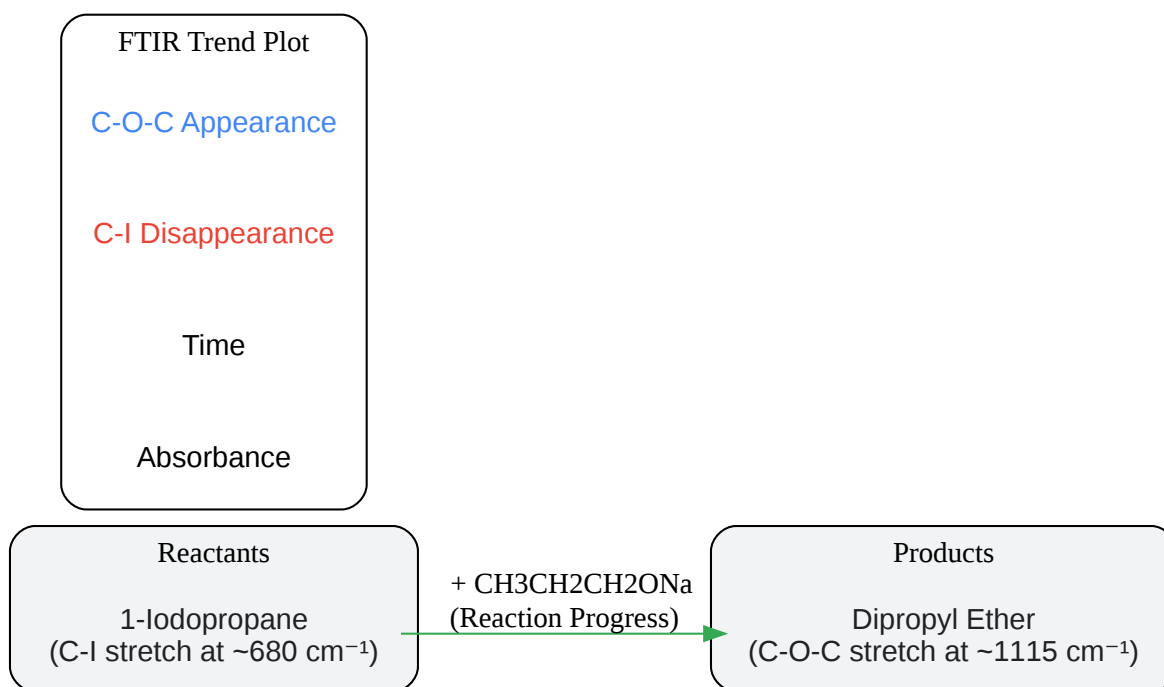 FTIR Trend Plot
C-O-C Appearance
C-I Disappearance
Time
Absorbance
Reactants
1-Iodopropane
(C-I stretch at ~680 cm⁻¹)
+ CH3CH2CH2ONa
(Reaction Progress)
Products
Dipropyl Ether
(C-O-C stretch at ~1115 cm⁻¹)